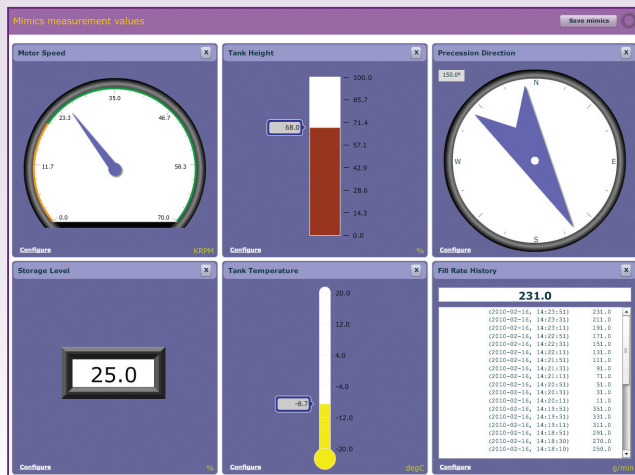 Mimics measurement values
Save mimics
Motor Speed X
35.0
23.3 46.7
11.7 58.3
0.0 70.0
Configure KRPM
Tank Height X
100.0
85.7
71.4
68.0
57.1
42.9
28.6
14.3
0.0
Configure %
Precession Direction X
150.0º
N
W E
S
Configure
Storage Level X
25.0
Configure %
Tank Temperature X
20.0
12.0
4.0
-4.0
-8.7
-12.0
-20.0
Configure degC
Fill Rate History X
231.0
(2010-02-16, 14:23:51) 231.0
(2010-02-16, 14:23:31) 211.0
(2010-02-16, 14:23:11) 191.0
(2010-02-16, 14:22:51) 171.0
(2010-02-16, 14:22:31) 151.0
(2010-02-16, 14:22:11) 131.0
(2010-02-16, 14:21:51) 111.0
(2010-02-16, 14:21:31) 91.0
(2010-02-16, 14:21:11) 71.0
(2010-02-16, 14:20:51) 51.0
(2010-02-16, 14:20:31) 31.0
(2010-02-16, 14:20:11) 11.0
(2010-02-16, 14:19:51) 351.0
(2010-02-16, 14:19:31) 331.0
(2010-02-16, 14:19:11) 311.0
(2010-02-16, 14:18:51) 291.0
(2010-02-16, 14:18:30) 270.0
(2010-02-16, 14:18:10) 250.0
Configure g/min